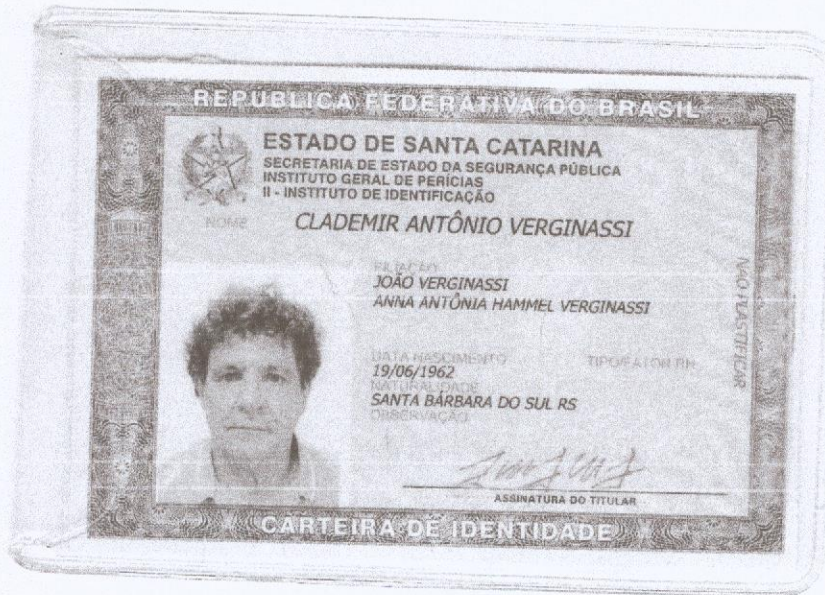 REPÚBLICA FEDERATIVA DO BRASIL
ESTADO DE SANTA CATARINA
SECRETARIA DE ESTADO DA SEGURANÇA PÚBLICA
INSTITUTO GERAL DE PERÍCIAS
II - INSTITUTO DE IDENTIFICAÇÃO
NOME
CLADEMIR ANTÔNIO VERGINASSI
FILIAÇÃO
JOÃO VERGINASSI
ANNA ANTÔNIA HAMMEL VERGINASSI
DATA NASCIMENTO TIPO/FATOR RH
19/06/1962
NATURALIDADE
SANTA BÁRBARA DO SUL RS
OBSERVAÇÃO
NÃO PLASTIFICAR
ASSINATURA DO TITULAR
CARTEIRA DE IDENTIDADE